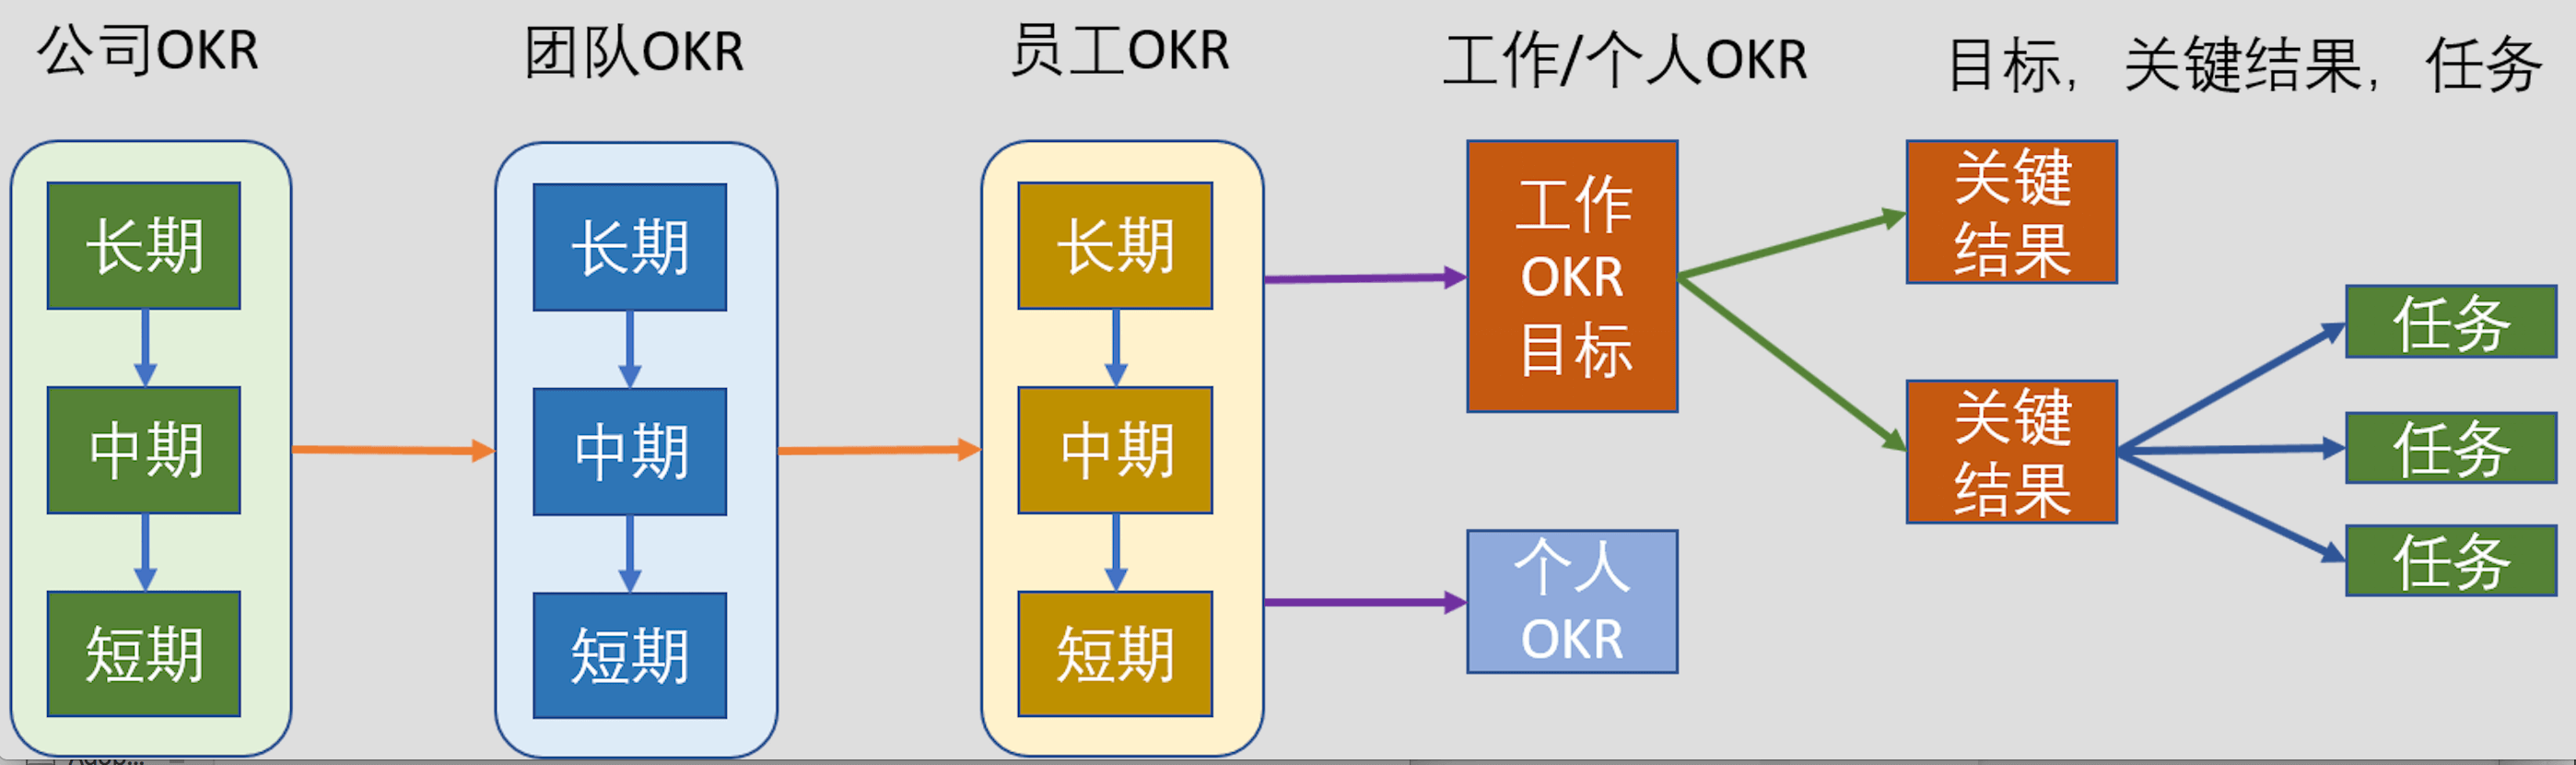 公司OKR
团队OKR
员工OKR
工作/个人OKR
目标， 关键结果， 任务
长期
中期
短期
长期
中期
短期
长期
中期
短期
工作
OKR
目标
个人
OKR
关键
结果
关键
结果
任务
任务
任务